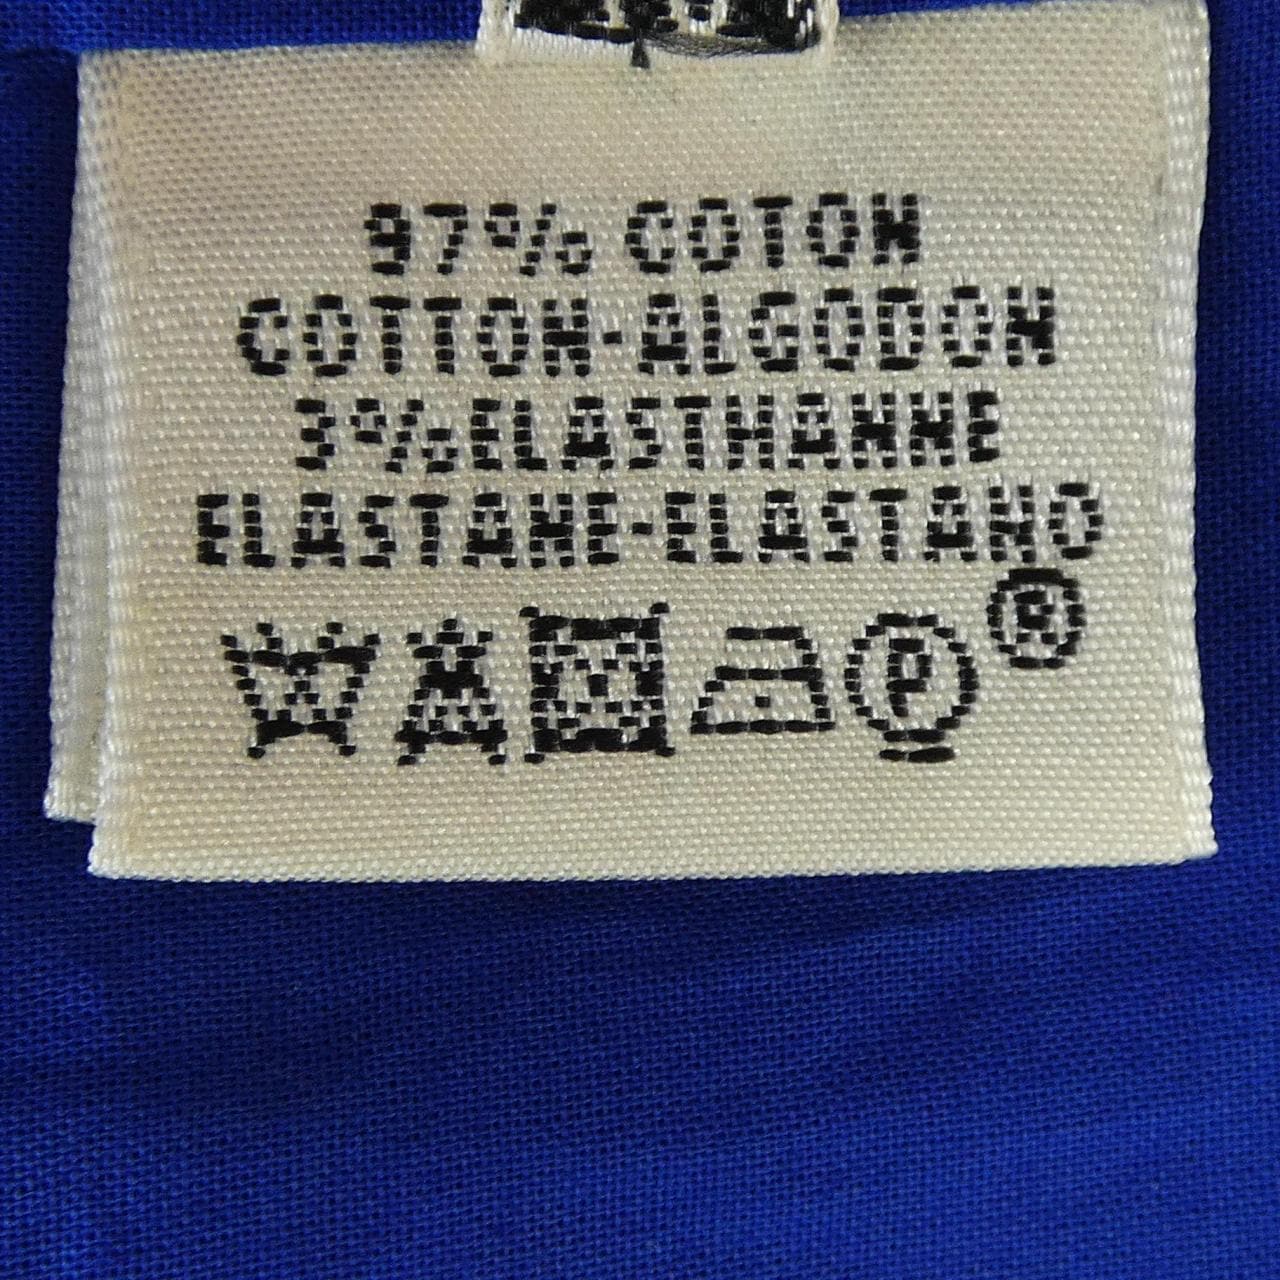 97% COTON
COTTON-ALGODON
3%ELASTHANNE
ELASTANE-ELASTANO
P ®